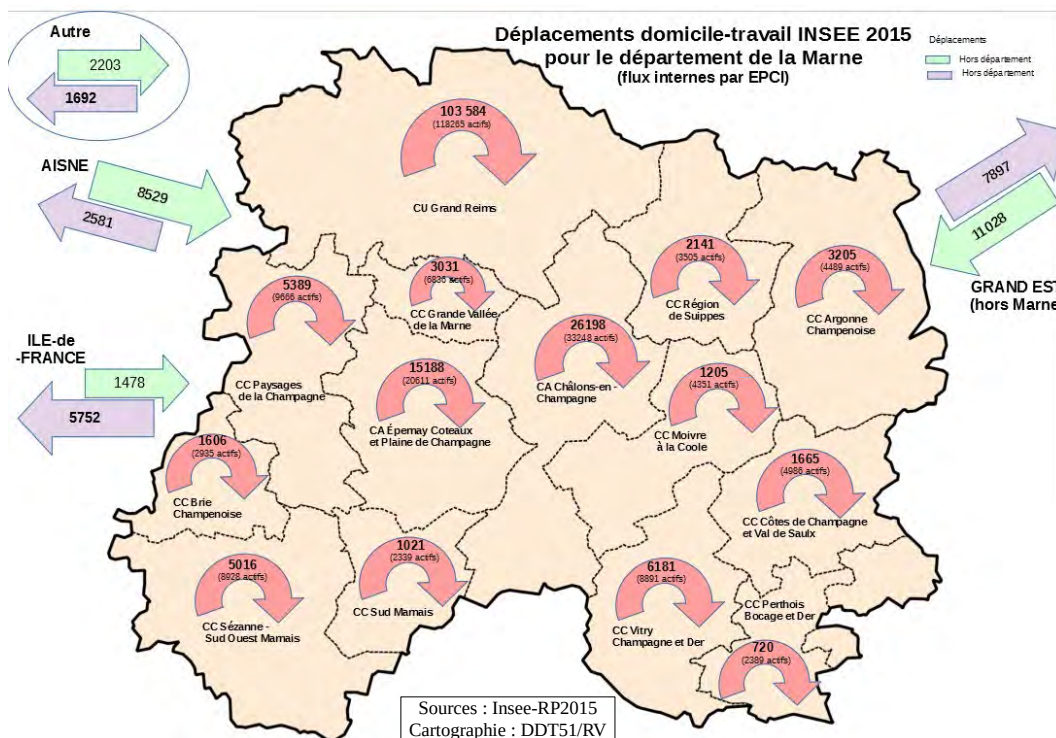 Autre
2203
1692
Déplacements domicile-travail INSEE 2015
pour le département de la Marne
(flux internes par EPCI)
Déplacements
Hors département
Hors département
103 584
(118265 actifs)
CU Grand Reims
AISNE
8529
2581
7897
11028
GRAND EST
(hors Marne
5389
(9666 actifs)
CC Paysages
de la Champagne
3031
(6836 actifs)
CC Grande Vallée
de la Marne
2141
(3505 actifs)
CC Région
de Suippes
3205
(4489 actifs)
CC Argonne
Champenoise
ILE-de
-FRANCE
1478
5752
15188
(20611 actifs)
CA Épernay Coteaux
et Plaine de Champagne
26198
(33248 actifs)
CA Châlons-en-
Champagne
1205
(4351 actifs)
CC Moivre
à la Coole
1606
(2935 actifs)
CC Brie
Champenoise
1665
(4986 actifs)
CC Côtes de Champagne
et Val de Saulx
5016
(8928 actifs)
CC Sézanne -
Sud Ouest Marnais
1021
(2339 actifs)
CC Sud Marnais
6181
(8891 actifs)
CC Vitry
Champagne et Der
CC Perthois
Bocage et Der
720
(2389 actifs)
Sources : Insee-RP2015
Cartographie : DDT51/RV